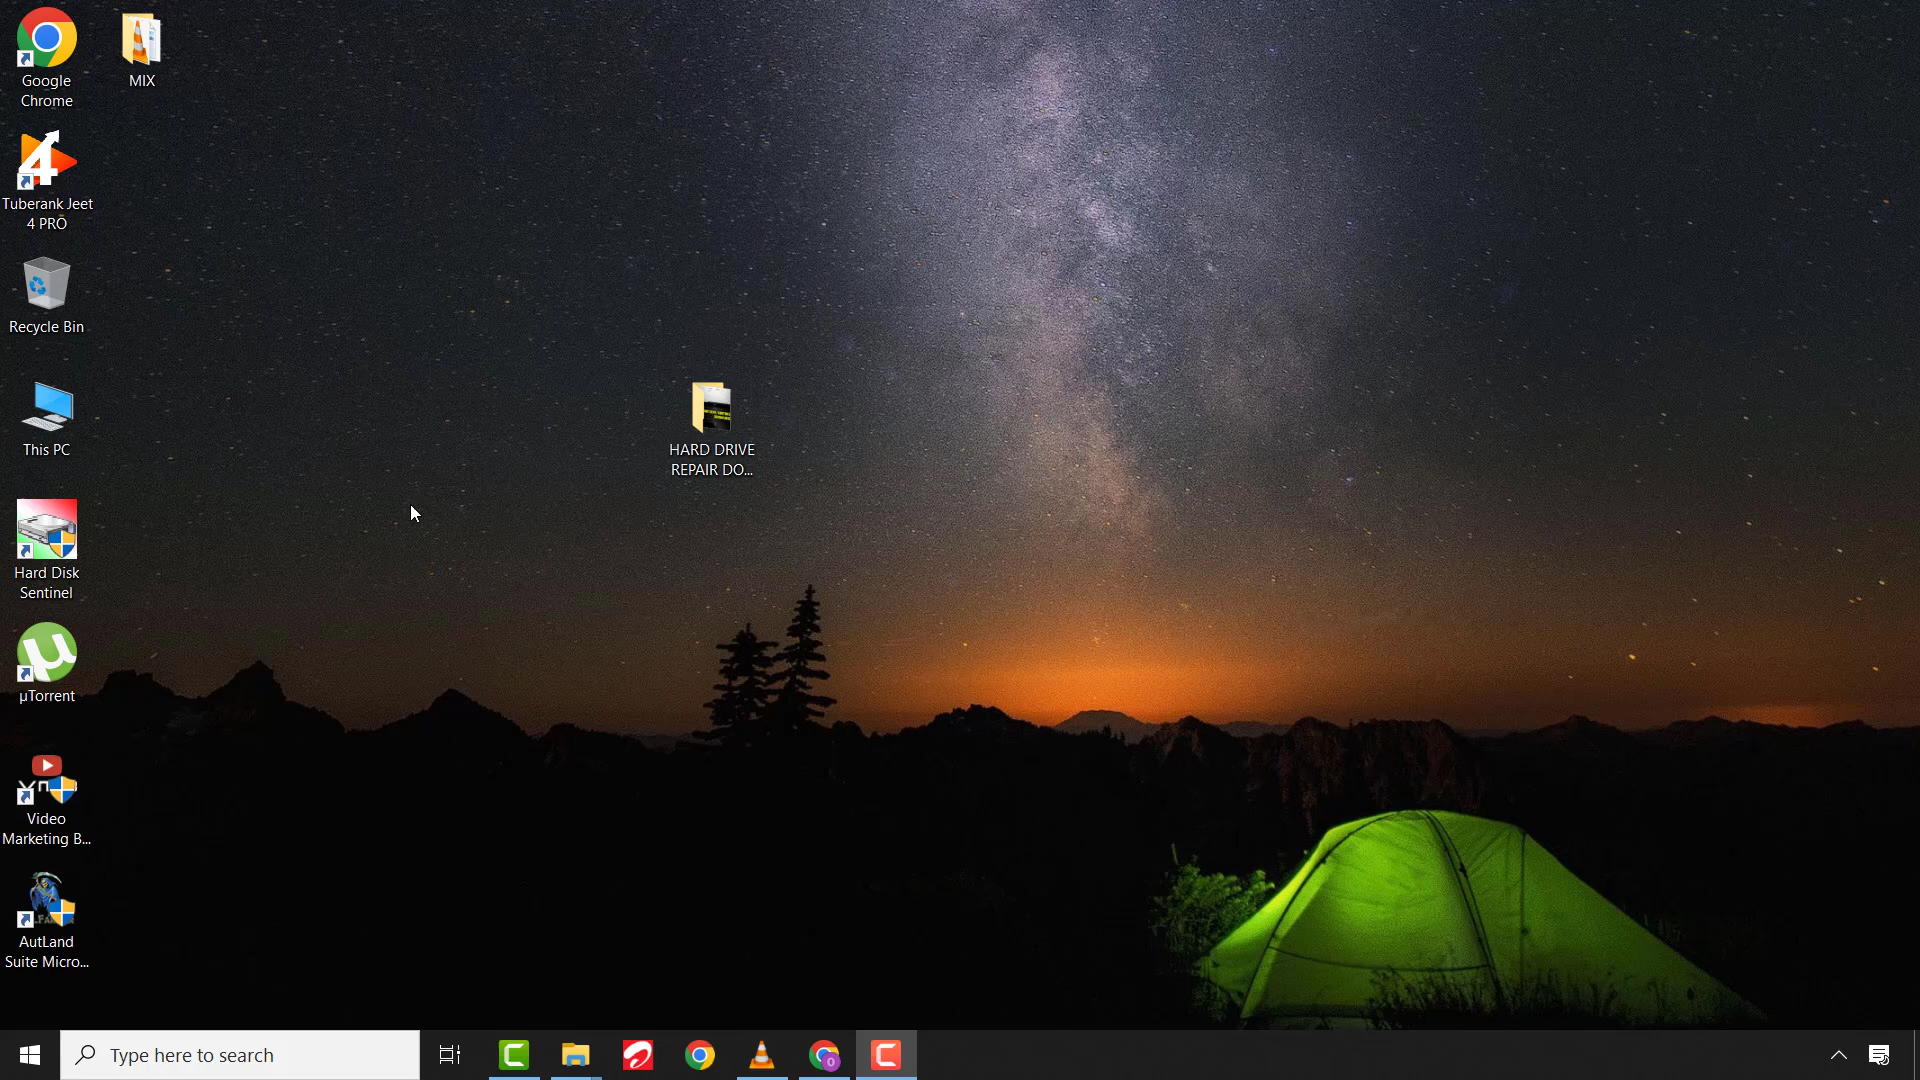 Google
Chrome
MIX
Tuberank Jeet
4 PRO
Recycle Bin
This PC
HARD DRIVE
REPAIR DO...
Hard Disk
Sentinel
µTorrent
Video
Marketing B...
AutLand
Suite Micro...
Type here to search